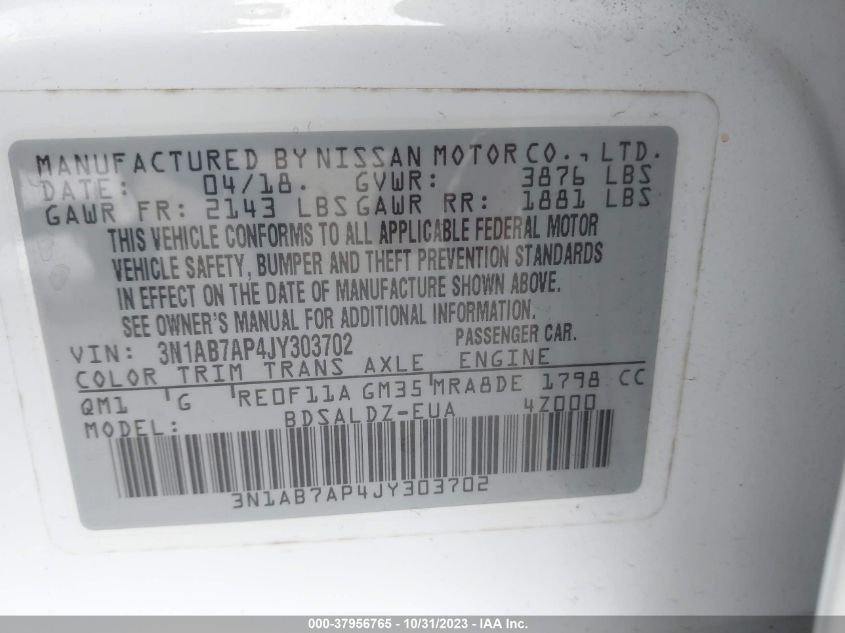 MANUFACTURED BY NISSAN MOTOR CO., LTD.
DATE: 04/18. GVWR: 3876 LBS
GAWR FR: 2143 LBS GAWR RR: 1881 LBS
THIS VEHICLE CONFORMS TO ALL APPLICABLE FEDERAL MOTOR
VEHICLE SAFETY, BUMPER AND THEFT PREVENTION STANDARDS
IN EFFECT ON THE DATE OF MANUFACTURE SHOWN ABOVE.
SEE OWNER'S MANUAL FOR ADDITIONAL INFORMATION.
VIN: 3N1AB7AP4JY303702 PASSENGER CAR.
COLOR TRIM TRANS AXLE ENGINE
QM1 G RE0F11A GM35 MRA8DE 1798 CC
MODEL: BDSALDZ-EUA 4Z000
3N1AB7AP4JY303702
000-37956765 - 10/31/2023 - IAA Inc.